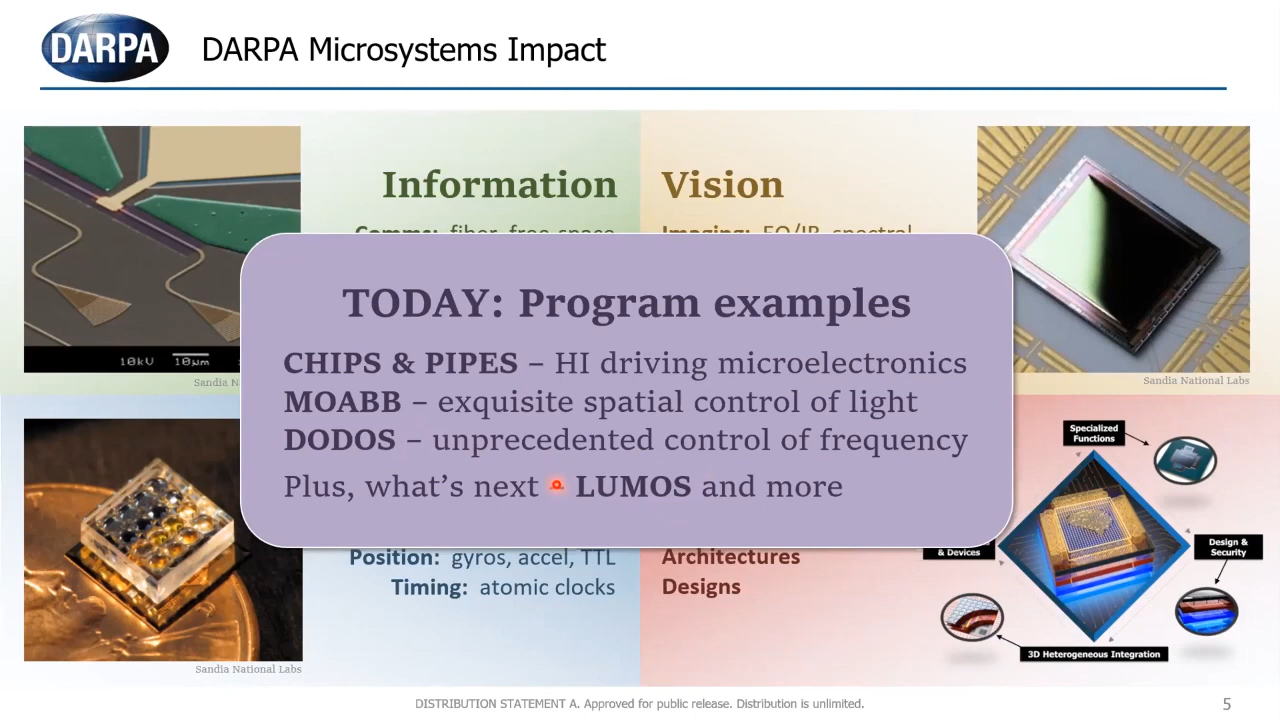 DARPA
DARPA Microsystems Impact
Information
Vision
Comms: fiber, free-space
Imaging: EO/IR, spectral
TODAY: Program examples
CHIPS & PIPES – HI driving microelectronics
MOABB – exquisite spatial control of light
DODOS – unprecedented control of frequency
Plus, what's next LUMOS and more
10kV 10μm
Sandia
Sandia National Labs
Position: gyros, accel, TTL
Timing: atomic clocks
Architectures
Designs
Specialized
Functions
& Devices
Design &
Security
3D Heterogeneous Integration
Sandia National Labs
DISTRIBUTION STATEMENT A. Approved for public release. Distribution is unlimited.
5